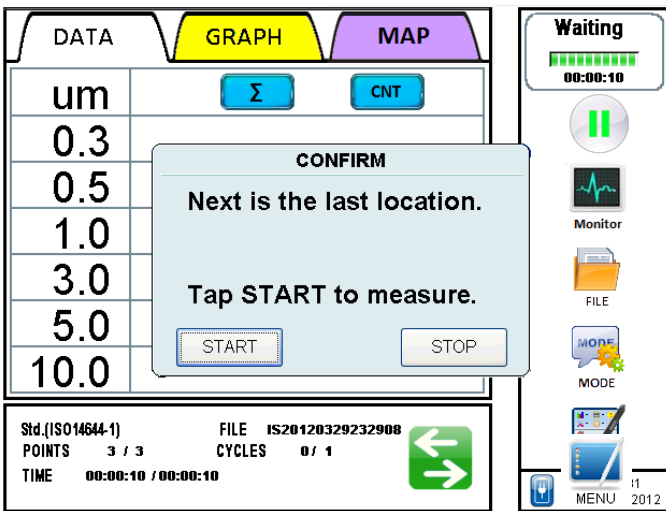 DATA GRAPH MAP
Waiting
00:00:10
um Σ CNT
0.3
0.5
1.0
3.0
5.0
10.0
CONFIRM
Next is the last location.
Tap START to measure.
START STOP
Monitor
FILE
MODE
MODE
Std.(ISO14644-1) FILE IS20120329232908
POINTS 3 / 3 CYCLES 0/ 1
TIME 00:00:10 / 00:00:10
MENU 2012